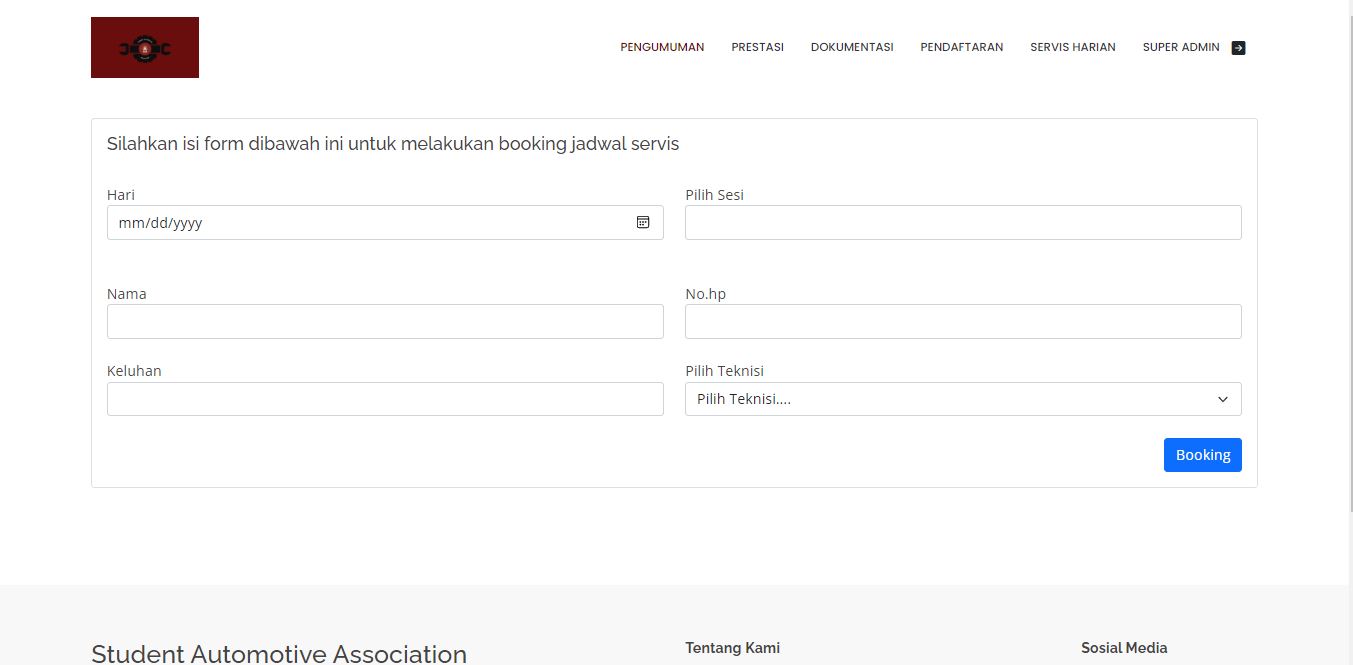 PENGUMUMAN PRESTASI DOKUMENTASI PENDAFTARAN SERVIS HARIAN SUPER ADMIN
Silahkan isi form dibawah ini untuk melakukan booking jadwal servis
Hari Pilih Sesi
mm/dd/yyyy
Nama No.hp
Keluhan Pilih Teknisi
Pilih Teknisi....
Booking
Student Automotive Association Tentang Kami Sosial Media